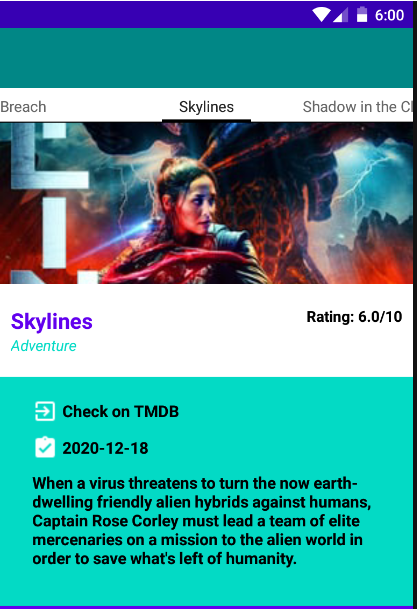 6:00
Breach Skylines Shadow in the Cl
LIN
Skylines Rating: 6.0/10
Adventure
Check on TMDB
2020-12-18
When a virus threatens to turn the now earth-
dwelling friendly alien hybrids against humans,
Captain Rose Corley must lead a team of elite
mercenaries on a mission to the alien world in
order to save what's left of humanity.